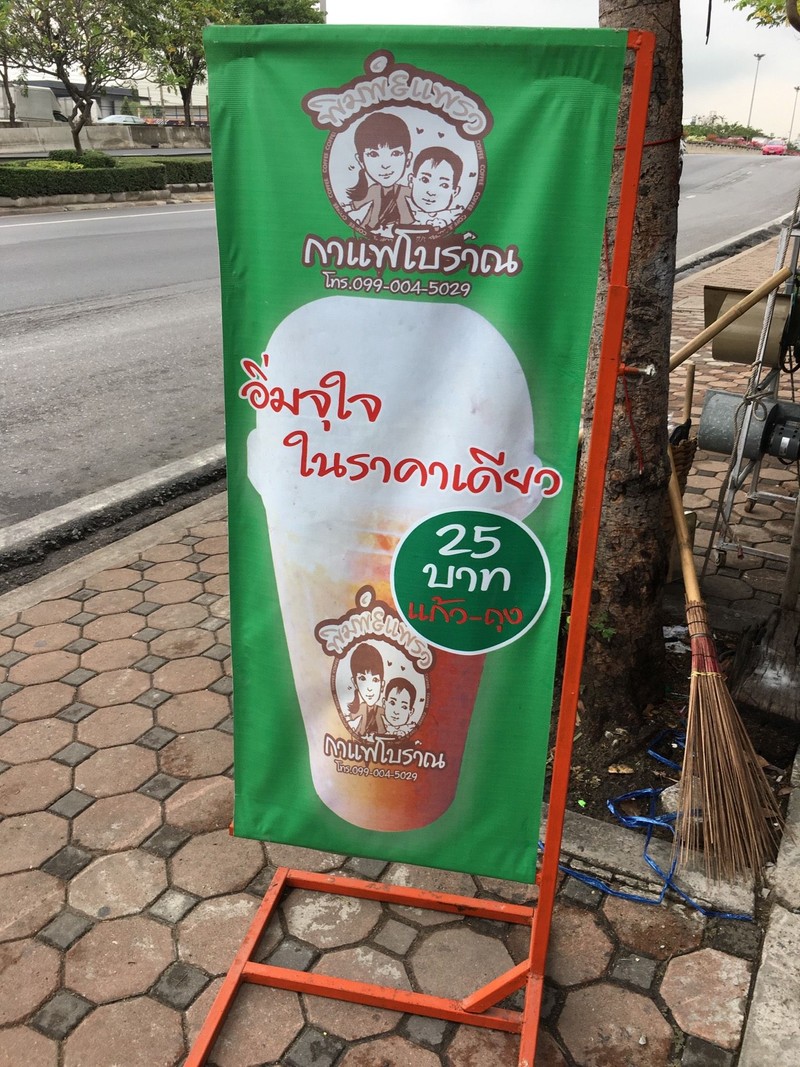 พิมพ์&แพรว
กาแฟโบราณ
โทร.099-004-5029
อิ่มจุใจ
ในราคาเดียว
25
บาท
แก้ว-ถุง
พิมพ์&แพรว
กาแฟโบราณ
โทร.099-004-5029